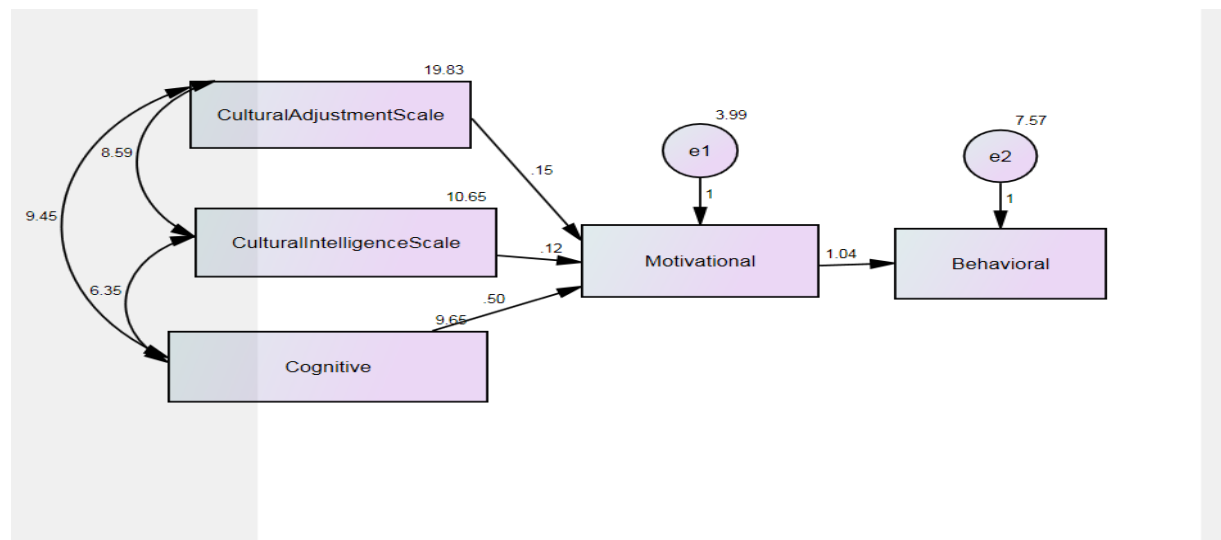 19.83
CulturalAdjustmentScale
3.99
e1
7.57
e2
8.59
.15
1
1
10.65
9.45
CulturalIntelligenceScale
.12
Motivational
1.04
Behavioral
6.35
.50
9.65
Cognitive